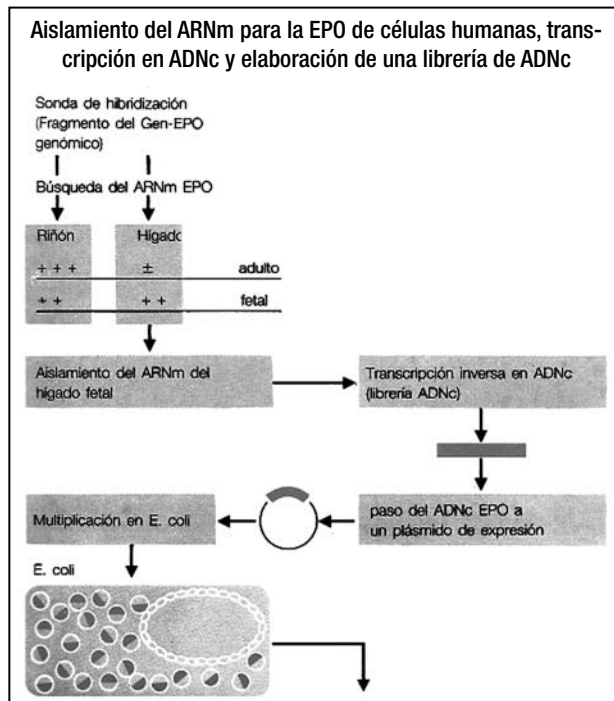 Aislamiento del ARNm para la EPO de células humanas, trans-
cripción en ADNc y elaboración de una librería de ADNc
Sonda de hibridización
(Fragmento del Gen-EPO
genómico)
Búsqueda del ARNm EPO
Riñón Hígado
+ + + ± adulto
+ + + + fetal
Aislamiento del ARNm del
hígado fetal
Transcripción inversa en ADNc
(librería ADNc)
Multiplicación en E. coli
paso del ADNc EPO a
un plásmido de expresión
E. coli